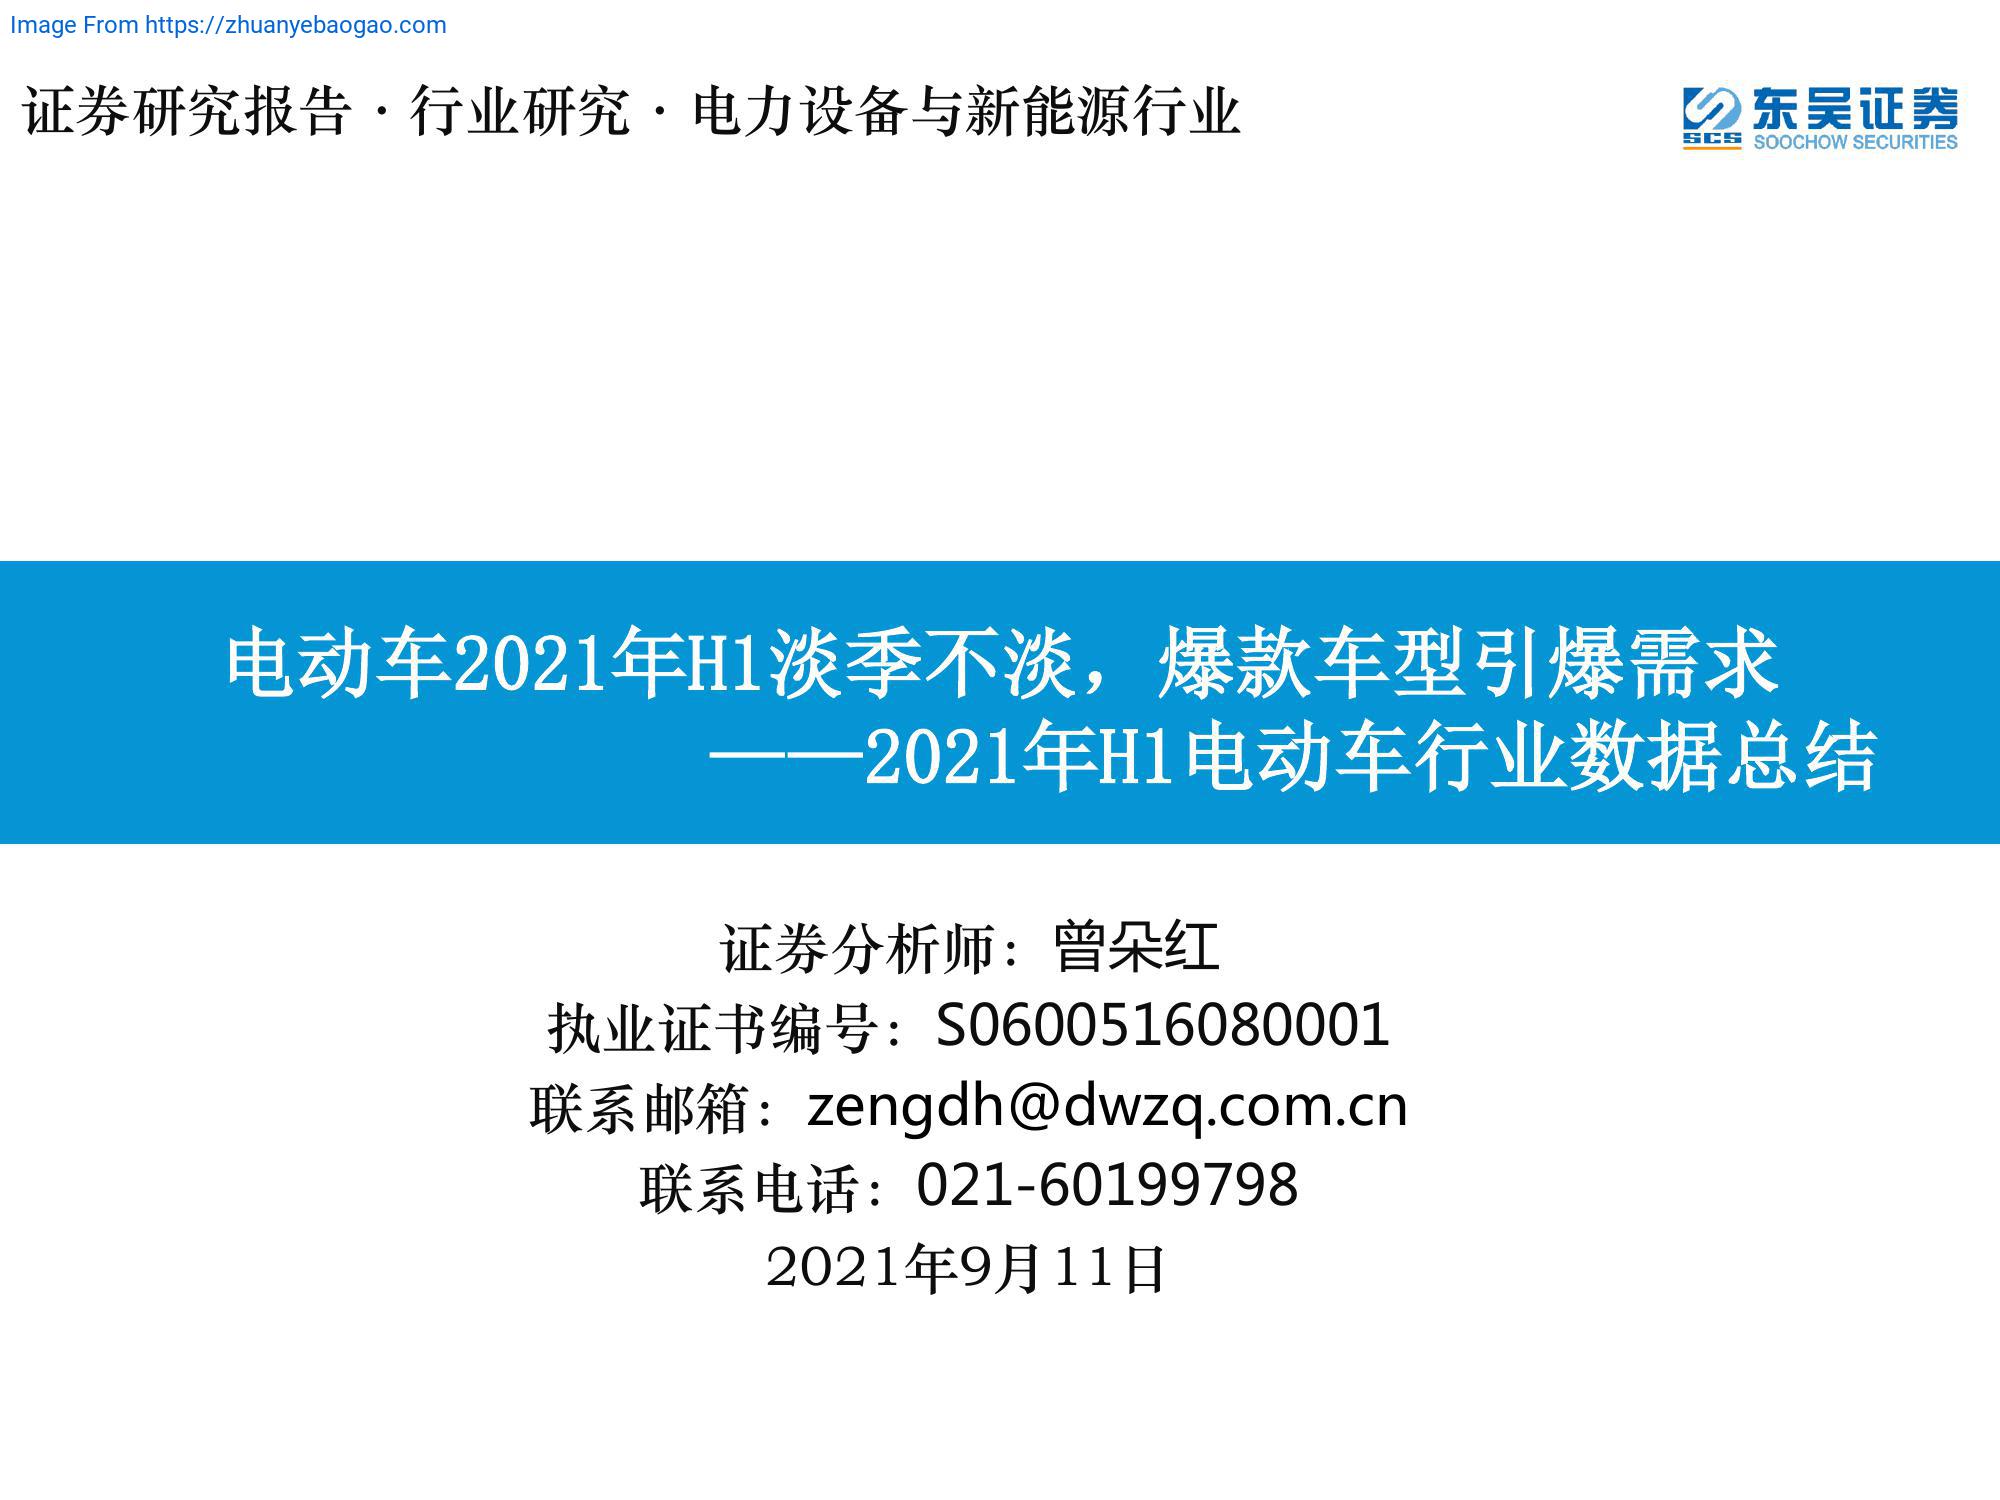 Image From https://zhuanyebaogao.com
证券研究报告 · 行业研究 · 电力设备与新能源行业
东吴证券
SCS
SOOCHOW SECURITIES
电动车2021年H1淡季不淡，爆款车型引爆需求
——2021年H1电动车行业数据总结
证券分析师：曾朵红
执业证书编号：S0600516080001
联系邮箱：zengdh@dwzq.com.cn
联系电话：021-60199798
2021年9月11日